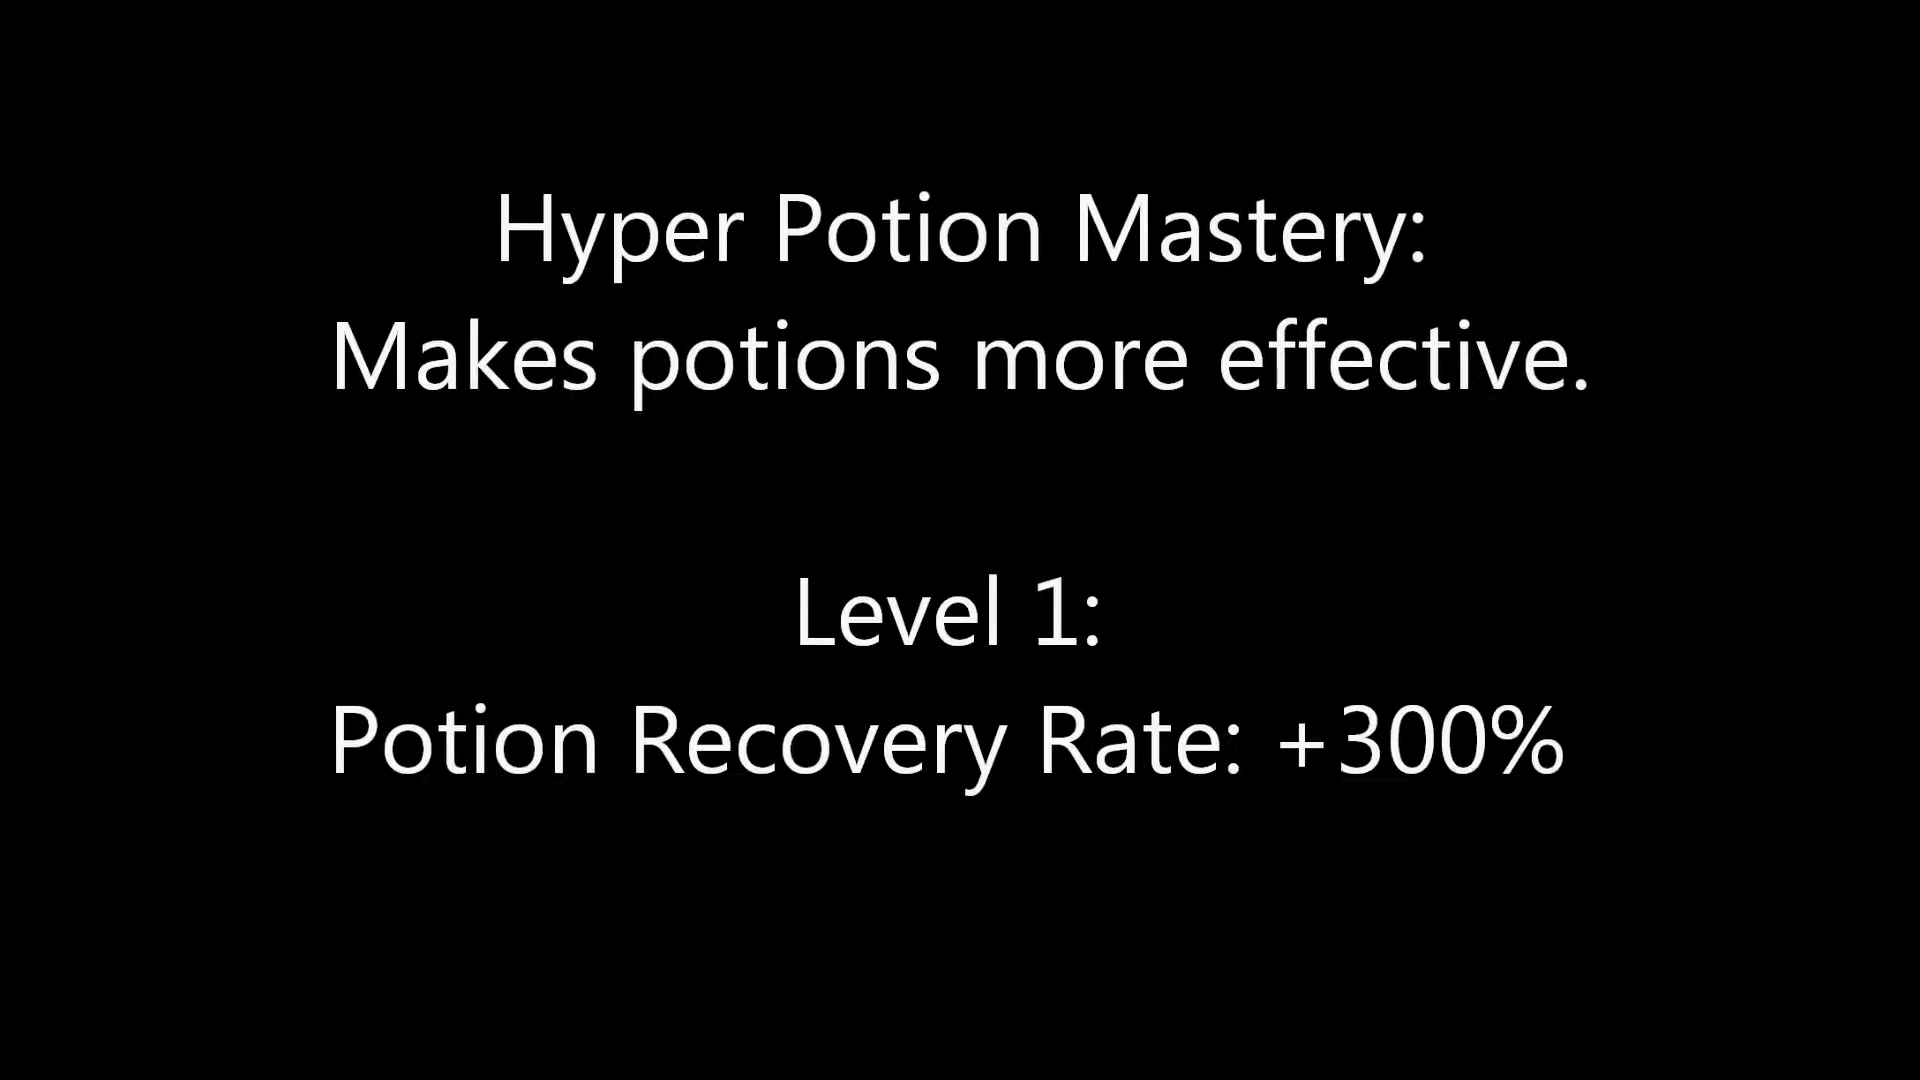 Hyper Potion Mastery:
Makes potions more effective.
Level 1:
Potion Recovery Rate: +300%